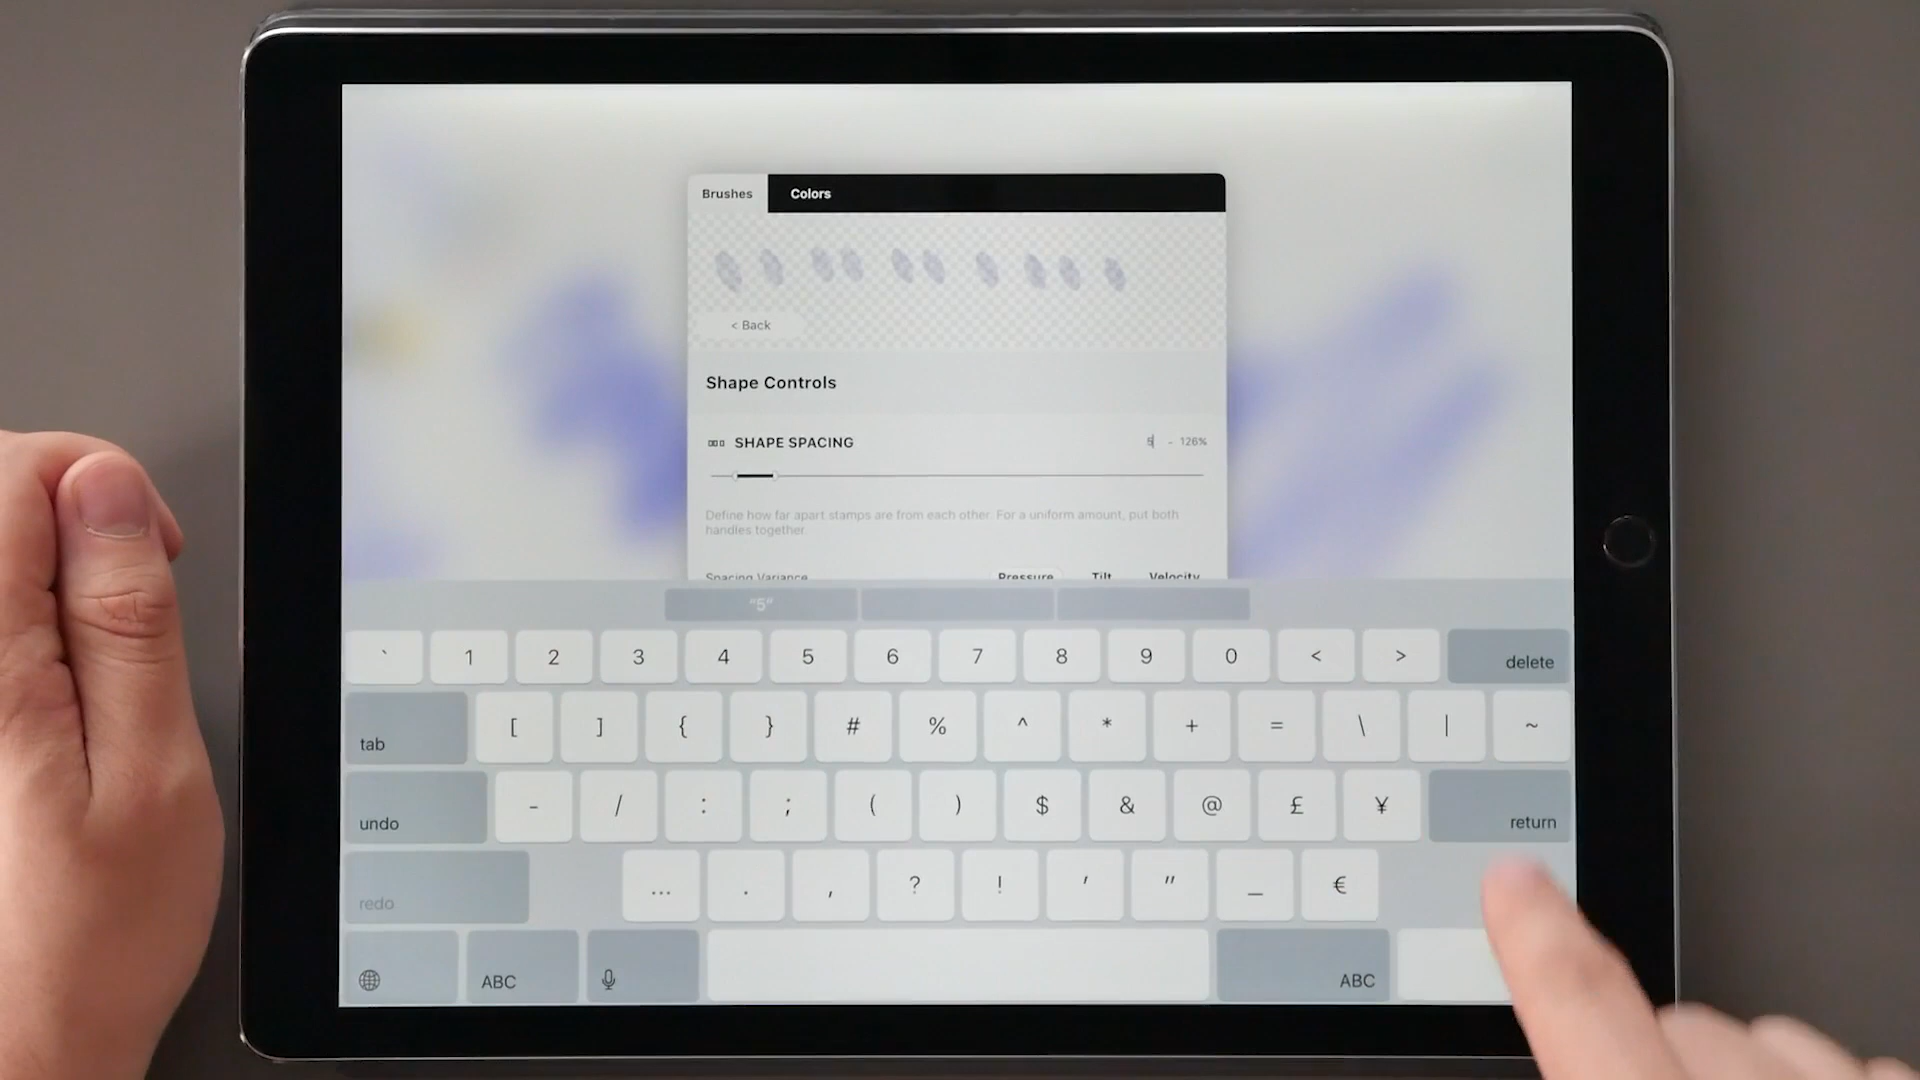 Brushes Colors
< Back
Shape Controls
SHAPE SPACING 5 - 126%
Define how far apart stamps are from each other. For a uniform amount, put both
handles together.
Spacing Variance Pressure Tilt Velocity
"5"
` 1 2 3 4 5 6 7 8 9 0 < > delete
tab [ ] { } # % ^ * + = \ | ~
undo - / : ; ( ) $ & @ £ ¥ return
redo … . , ? ! ' " _ €
ABC ABC